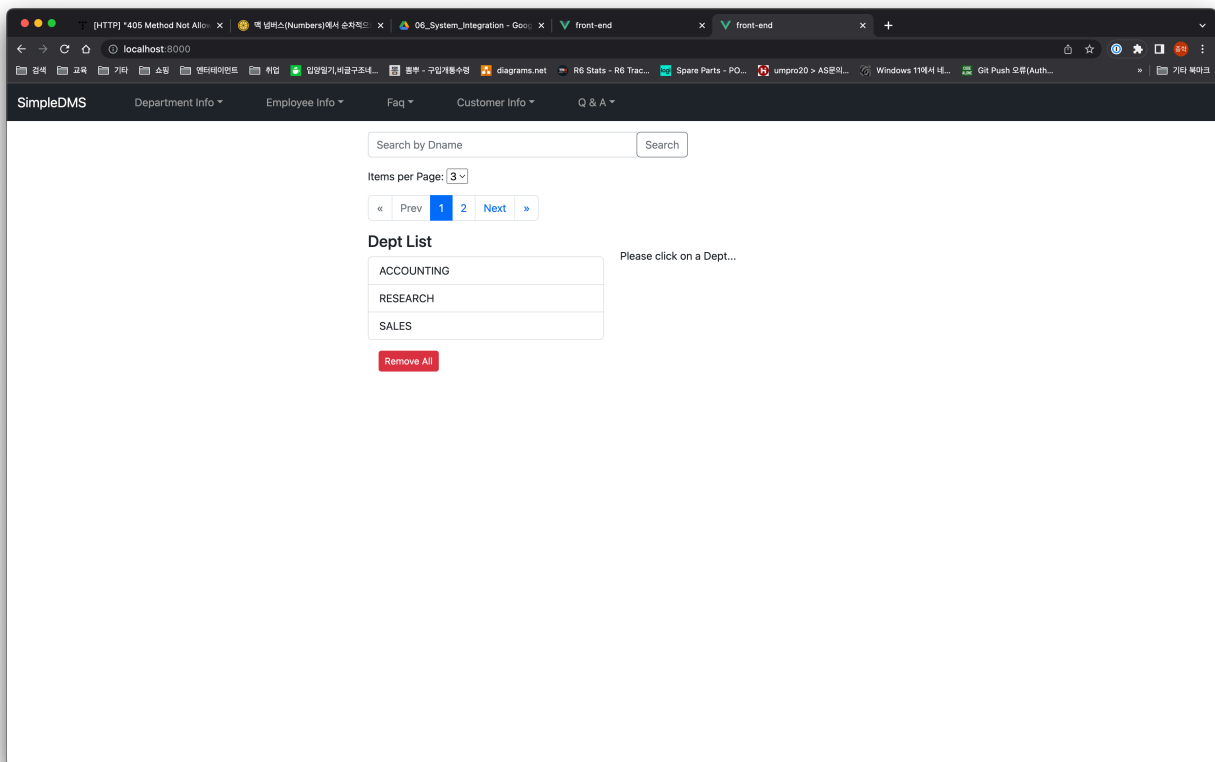 [HTTP] "405 Method Not Allow
맥 넘버스(Numbers)에서 순차적으
06_System_Integration - Goog
front-end
front-end
localhost:8000
검색 교육 기타 쇼핑 엔터테이먼트 취업 입양일기,비글구조네... 뽐뿌 - 구입개통수령 diagrams.net R6 Stats - R6 Trac... Spare Parts - PO... umpro20 > AS문의... Windows 11에서 네... Git Push 오류(Auth... » 기타 북마크
SimpleDMS Department Info Employee Info Faq Customer Info Q & A
Search by Dname Search
Items per Page: 3
« Prev 1 2 Next »
Dept List
Please click on a Dept...
ACCOUNTING
RESEARCH
SALES
Remove All